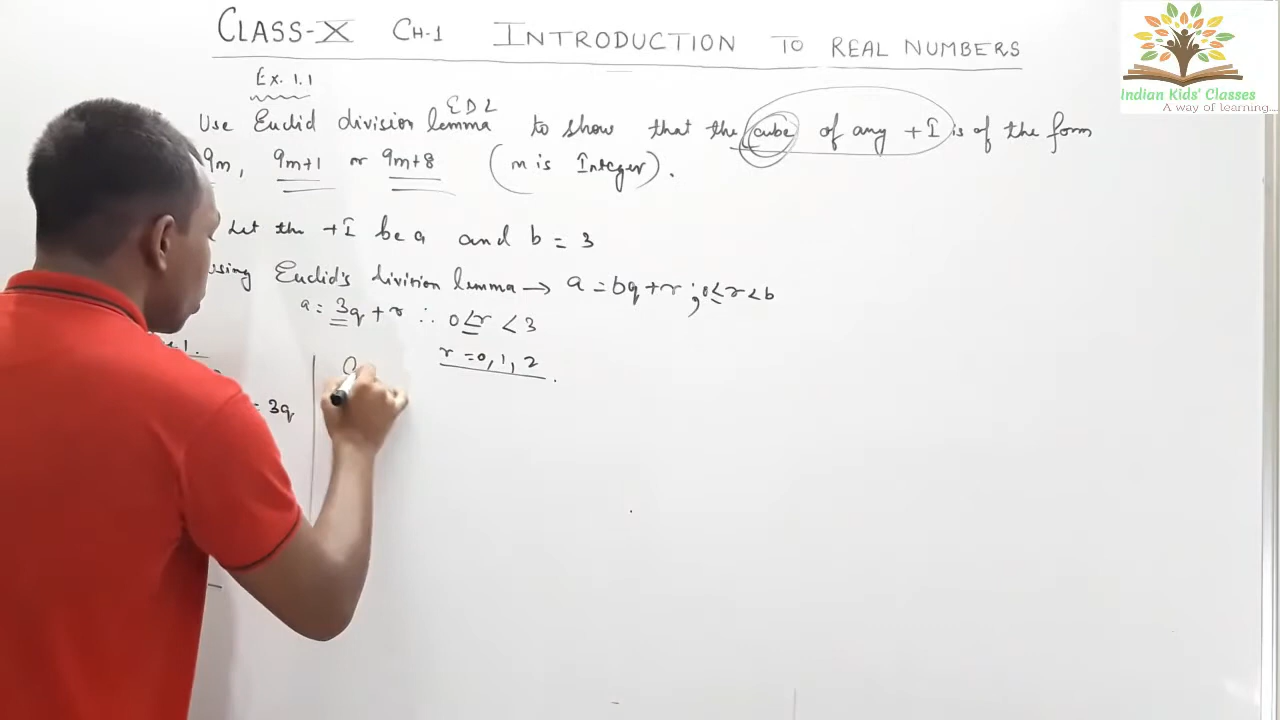 CLASS-X CH-1 INTRODUCTION TO REAL NUMBERS
Indian Kids' Classes
A way of learning...
Ex. 1.1
EDL
Use Euclid division lemma to show that the cube of any +I is of the form
9m, 9m+1 or 9m+8 (m is Integer).
Let the +I be a and b = 3
using Euclid's division lemma → a = bq + r ; 0 ≤ r < b
a = 3q + r ∴ 0 ≤ r < 3
r = 0, 1, 2.
= 3q